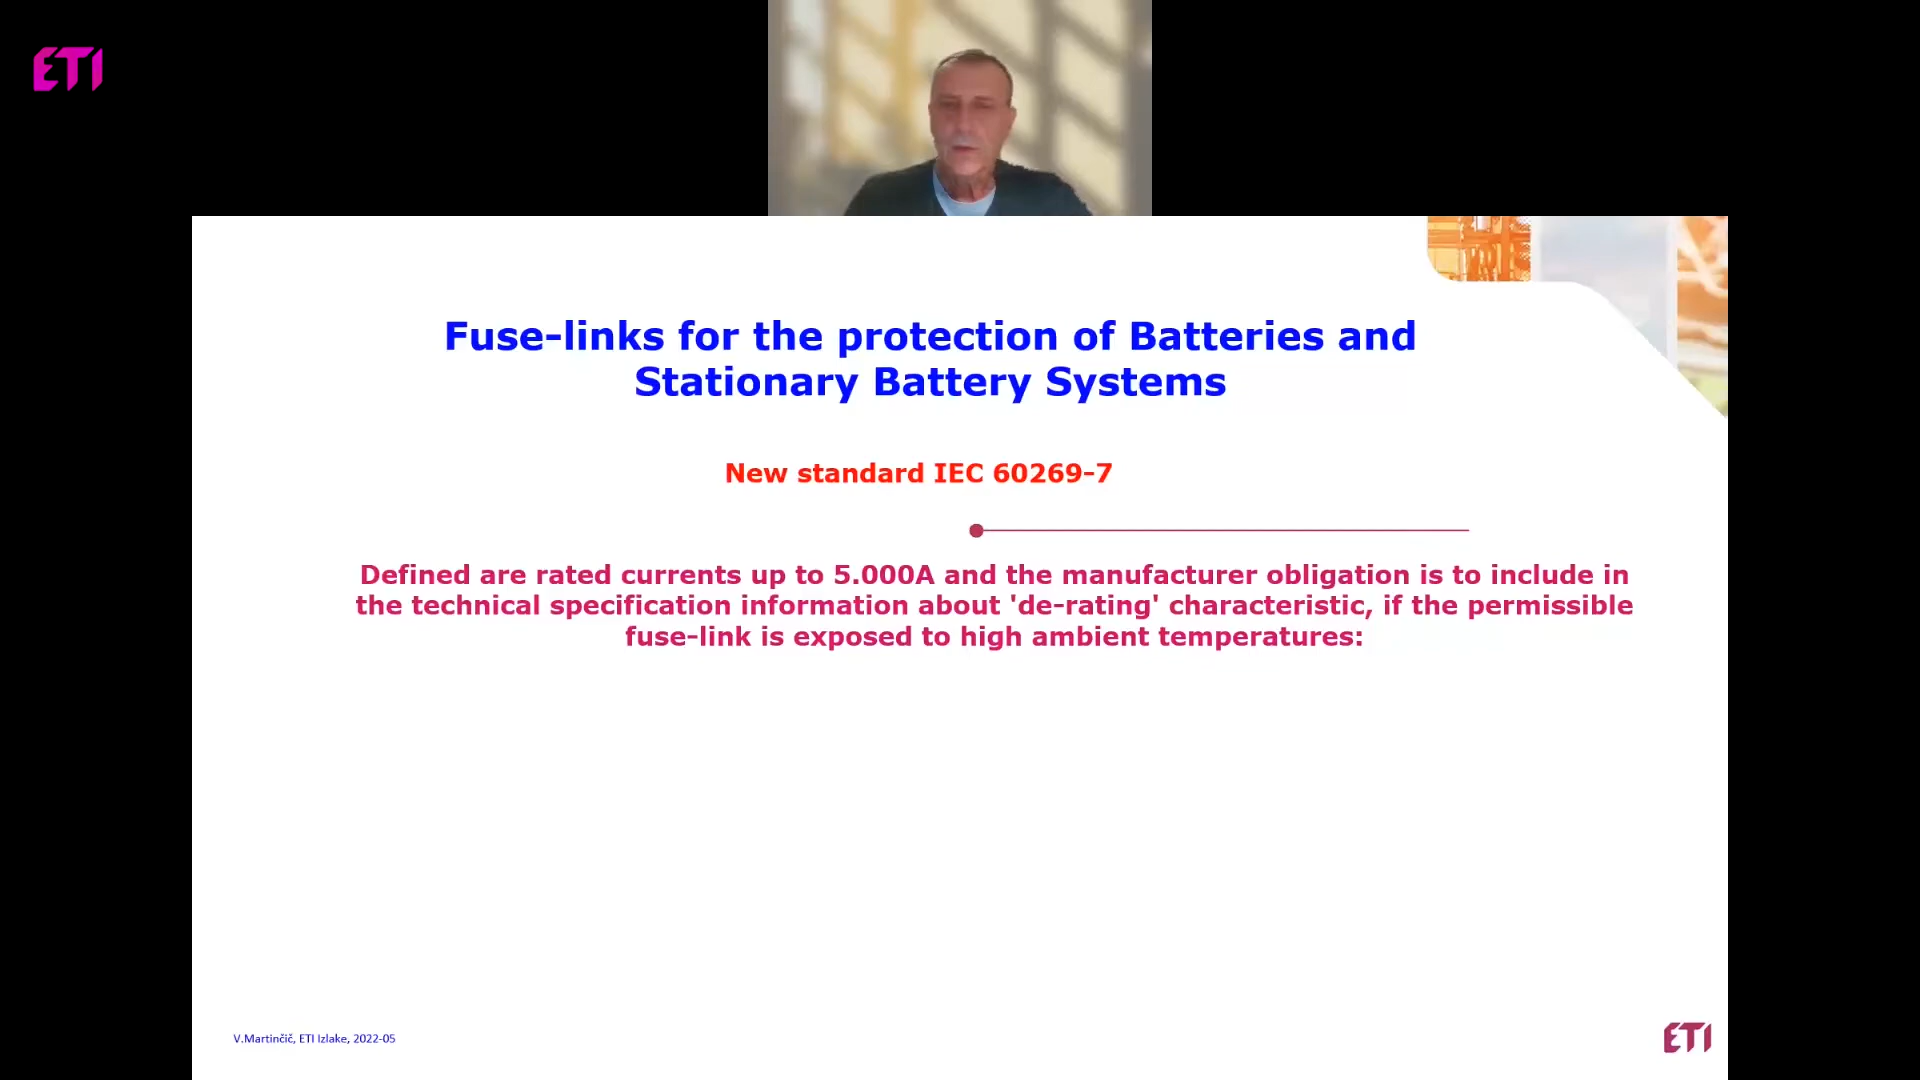 ETI
Fuse-links for the protection of Batteries and
Stationary Battery Systems
New standard IEC 60269-7
Defined are rated currents up to 5.000A and the manufacturer obligation is to include in
the technical specification information about 'de-rating' characteristic, if the permissible
fuse-link is exposed to high ambient temperatures:
V.Martinčič, ETI Izlake, 2022-05
ETI